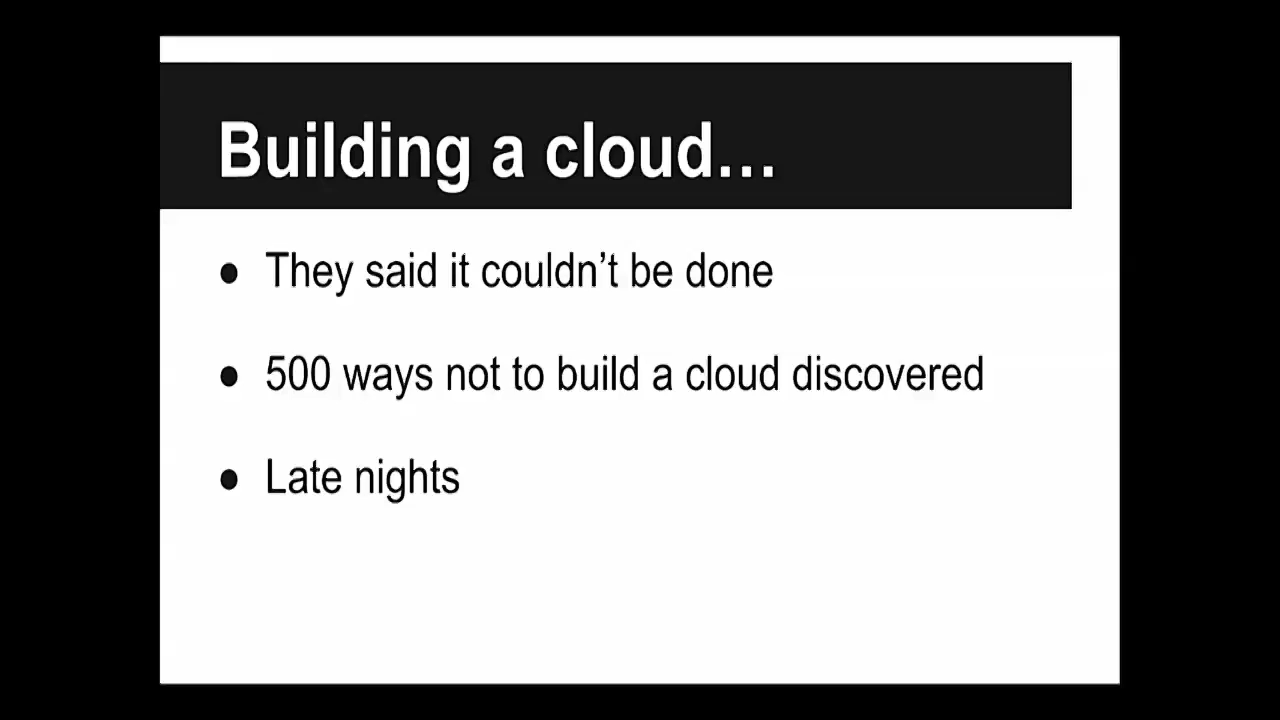 Building a cloud…
● They said it couldn’t be done
● 500 ways not to build a cloud discovered
● Late nights